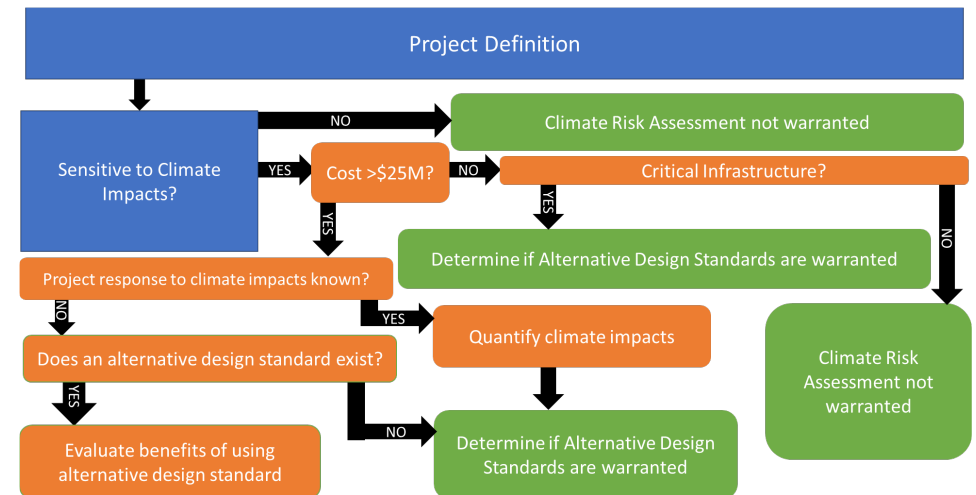 Project Definition
NO
Climate Risk Assessment not warranted
Sensitive to Climate
Impacts?
YES
Cost >$25M?
NO
Critical Infrastructure?
YES
YES
NO
Determine if Alternative Design Standards are warranted
Project response to climate impacts known?
NO
YES
Quantify climate impacts
Climate Risk
Assessment not
warranted
Does an alternative design standard exist?
YES
NO
Evaluate benefits of using
alternative design standard
Determine if Alternative Design
Standards are warranted